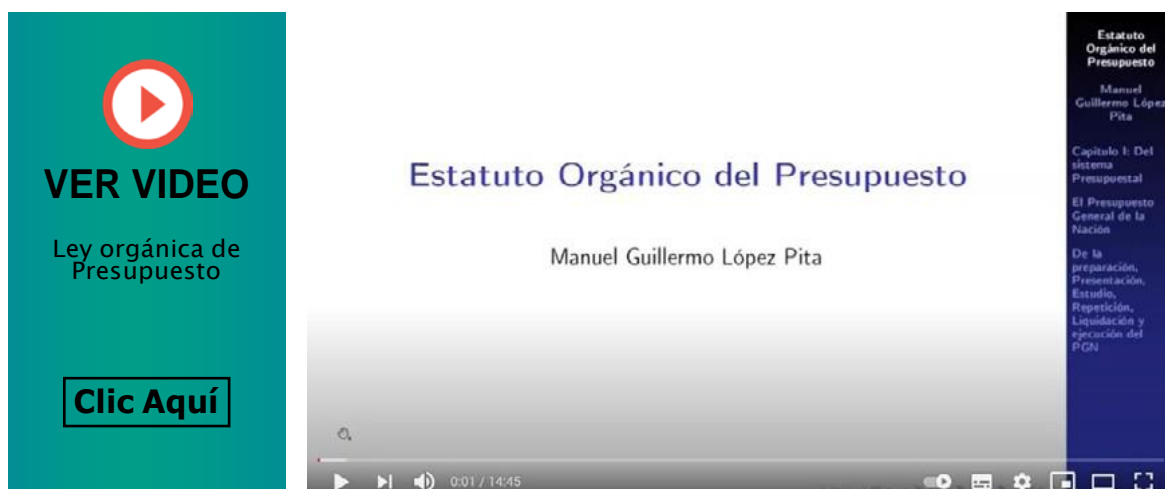 VER VIDEO
Ley orgánica de
Presupuesto
Clic Aquí
Estatuto Orgánico del Presupuesto
Manuel Guillermo López Pita
0:01 / 14:45
Estatuto
Orgánico del
Presupuesto
Manuel
Guillermo López
Pita
Capitulo I: Del
sistema
Presupuestal
El Presupuesto
General de la
Nación
De la
preparación,
Presentación,
Estudio,
Repetición,
Liquidación y
ejecución del
PGN